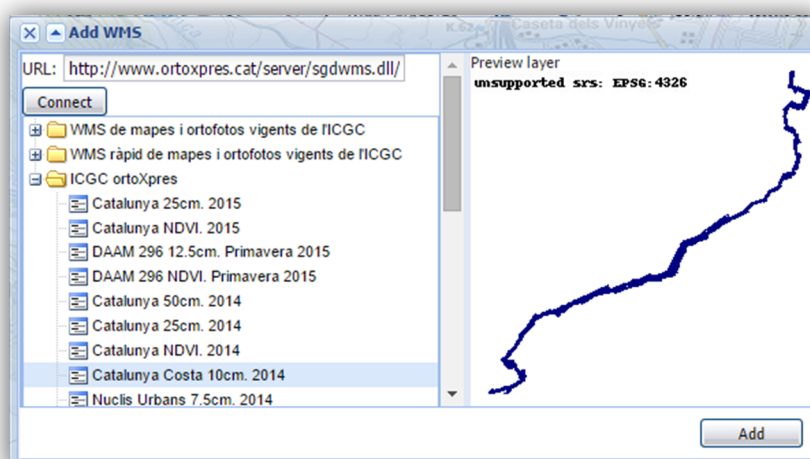 K.52 Caseta dels Vinyes
Add WMS
URL: http://www.ortoxpres.cat/server/sgdwms.dll/
Connect
WMS de mapes i ortofotos vigents de l'ICGC
WMS ràpid de mapes i ortofotos vigents de l'ICGC
ICGC ortoXpres
Catalunya 25cm. 2015
Catalunya NDVI. 2015
DAAM 296 12.5cm. Primavera 2015
DAAM 296 NDVI. Primavera 2015
Catalunya 50cm. 2014
Catalunya 25cm. 2014
Catalunya NDVI. 2014
Catalunya Costa 10cm. 2014
Nuclis Urbans 7.5cm. 2014
Preview layer
unsupported srs: EPSG:4326
Add